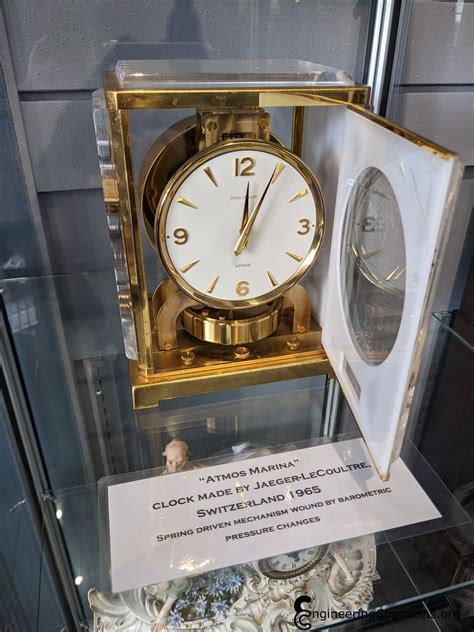 12
ATMOS
9
3
6
"ATMOS MARINA"
CLOCK MADE BY JAEGER-LECOULTRE,
SWITZERLAND 1965
SPRING DRIVEN MECHANISM WOUND BY BAROMETRIC
PRESSURE CHANGES
EngineeringCommons.org